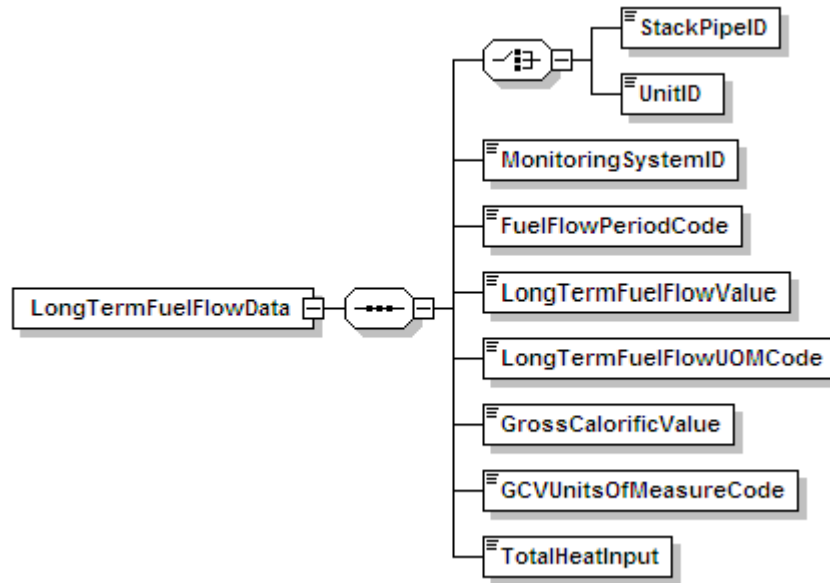 StackPipeID
UnitID
MonitoringSystemID
FuelFlowPeriodCode
LongTermFuelFlowData
LongTermFuelFlowValue
LongTermFuelFlowUOMCode
GrossCalorificValue
GCVUnitsOfMeasureCode
TotalHeatInput